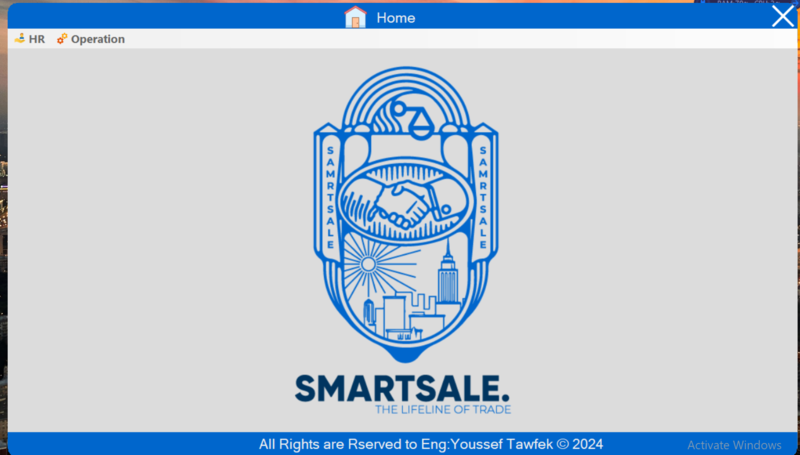 Home
HR
Operation
SAMRTSALE
SAMRTSALE
SMARTSALE.
THE LIFELINE OF TRADE
All Rights are Rserved to Eng:Youssef Tawfek © 2024
Activate Windows